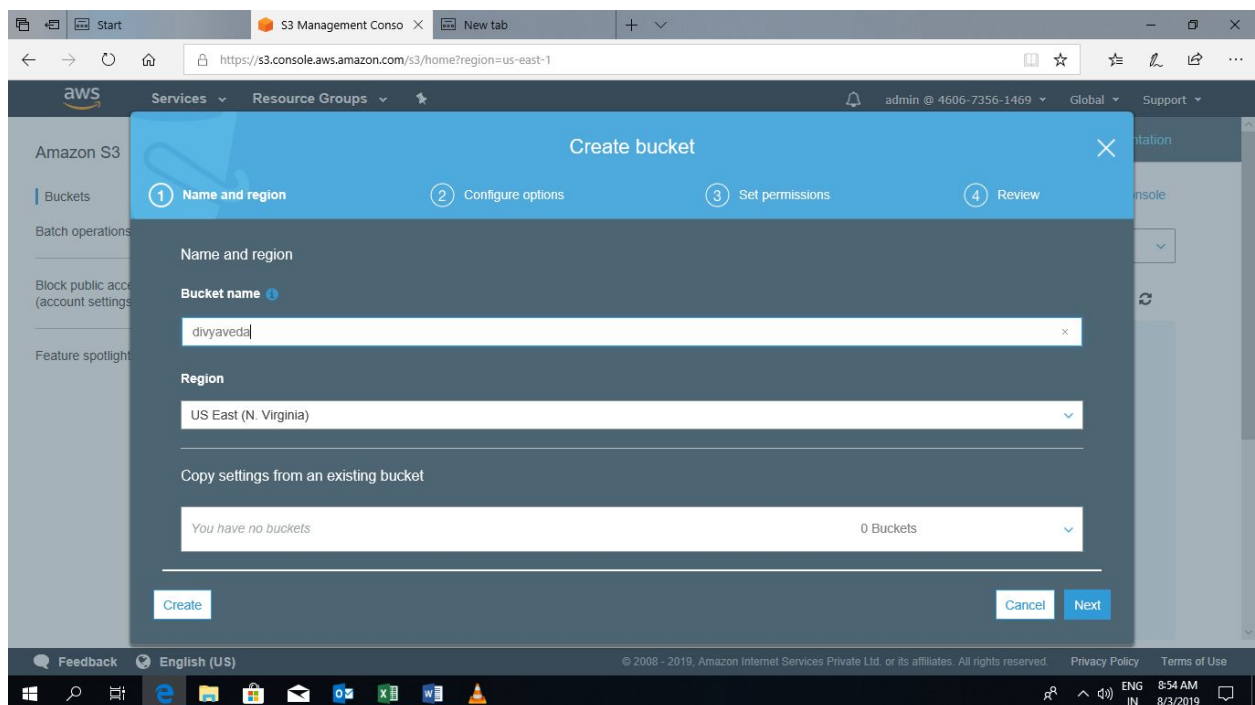 Start
S3 Management Conso
New tab
https://s3.console.aws.amazon.com/s3/home?region=us-east-1
aws
Services
Resource Groups
admin @ 4606-7356-1469
Global
Support
Amazon S3
Create bucket
ntation
Buckets
1 Name and region
2 Configure options
3 Set permissions
4 Review
nsole
Batch operations
Name and region
Block public acce
(account settings
Bucket name
divyaveda
Feature spotlight
Region
US East (N. Virginia)
Copy settings from an existing bucket
You have no buckets
0 Buckets
Create
Cancel
Next
Feedback
English (US)
© 2008 - 2019, Amazon Internet Services Private Ltd. or its affiliates. All rights reserved.
Privacy Policy
Terms of Use
ENG
IN
8:54 AM
8/3/2019